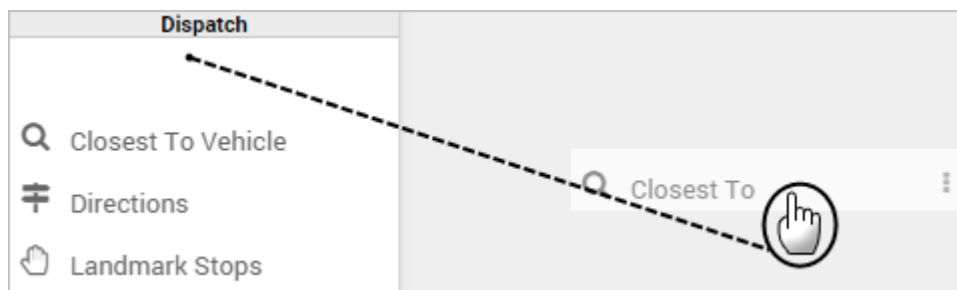 Dispatch
Closest To Vehicle
Closest To
Directions
Landmark Stops